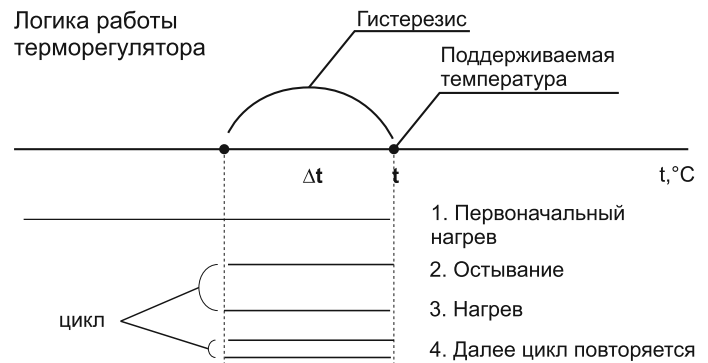 Логика работы
терморегулятора
Гистерезис
Поддерживаемая
температура
Δt
t
t,°C
1. Первоначальный
нагрев
2. Остывание
3. Нагрев
цикл
4. Далее цикл повторяется